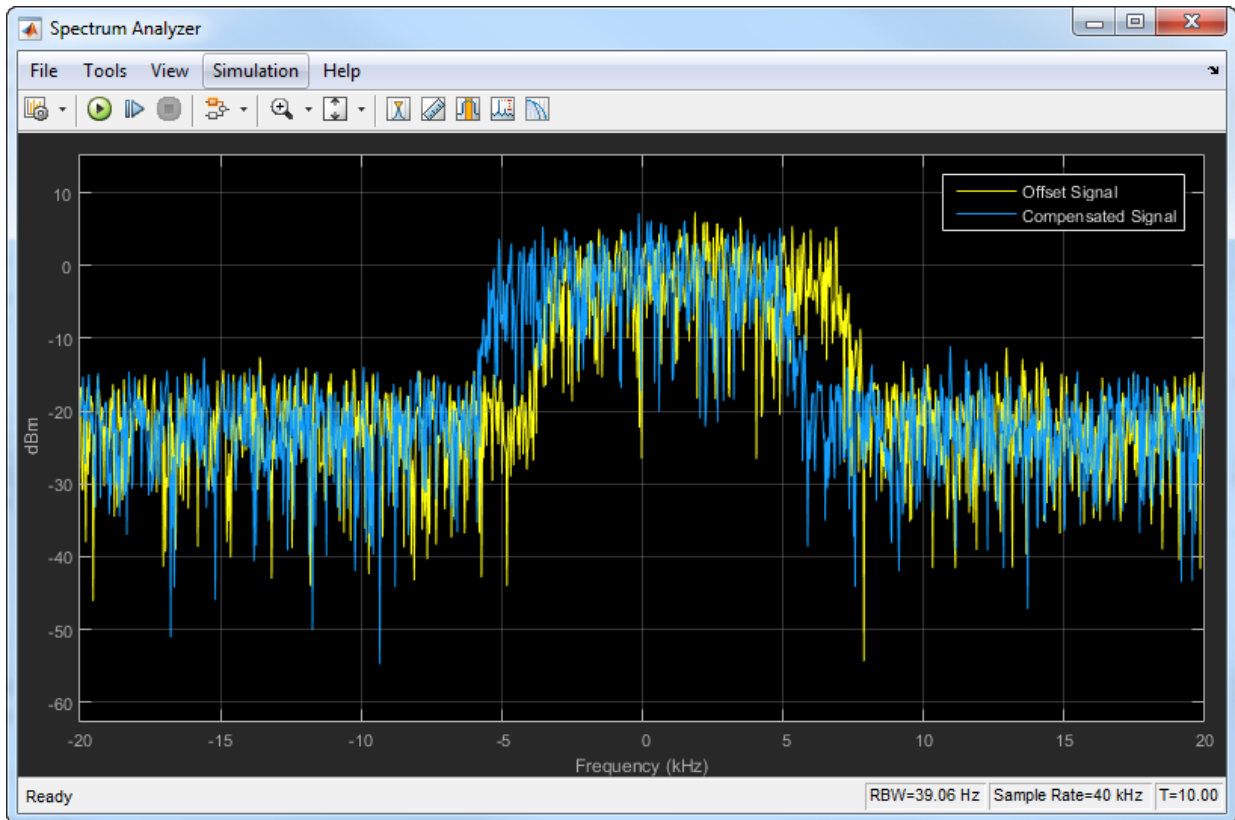 Spectrum Analyzer
File Tools View Simulation Help
Offset Signal
Compensated Signal
10
0
-10
-20
-30
-40
-50
-60
dBm
-20 -15 -10 -5 0 5 10 15 20
Frequency (kHz)
Ready RBW=39.06 Hz Sample Rate=40 kHz T=10.00